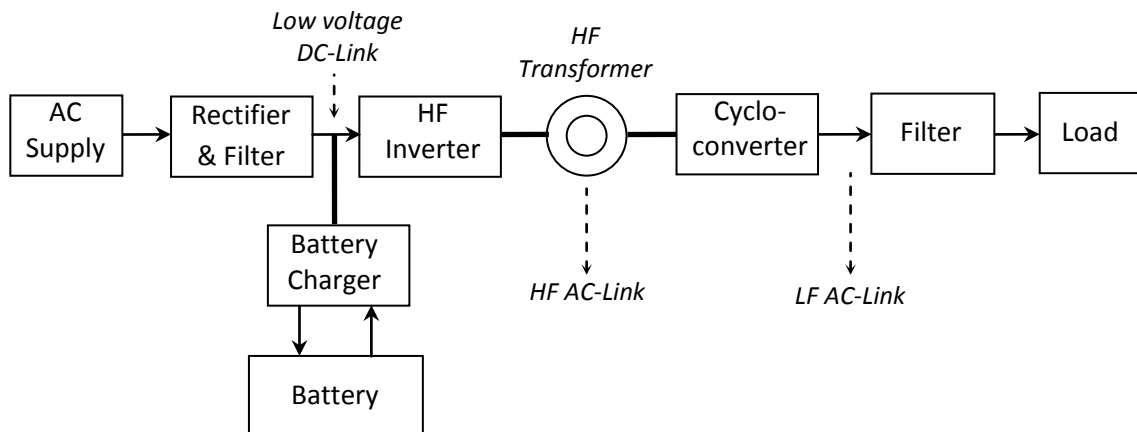 Low voltage
DC-Link
HF
Transformer
AC
Supply
Rectifier
& Filter
HF
Inverter
Cyclo-
converter
Filter
Load
Battery
Charger
HF AC-Link
LF AC-Link
Battery